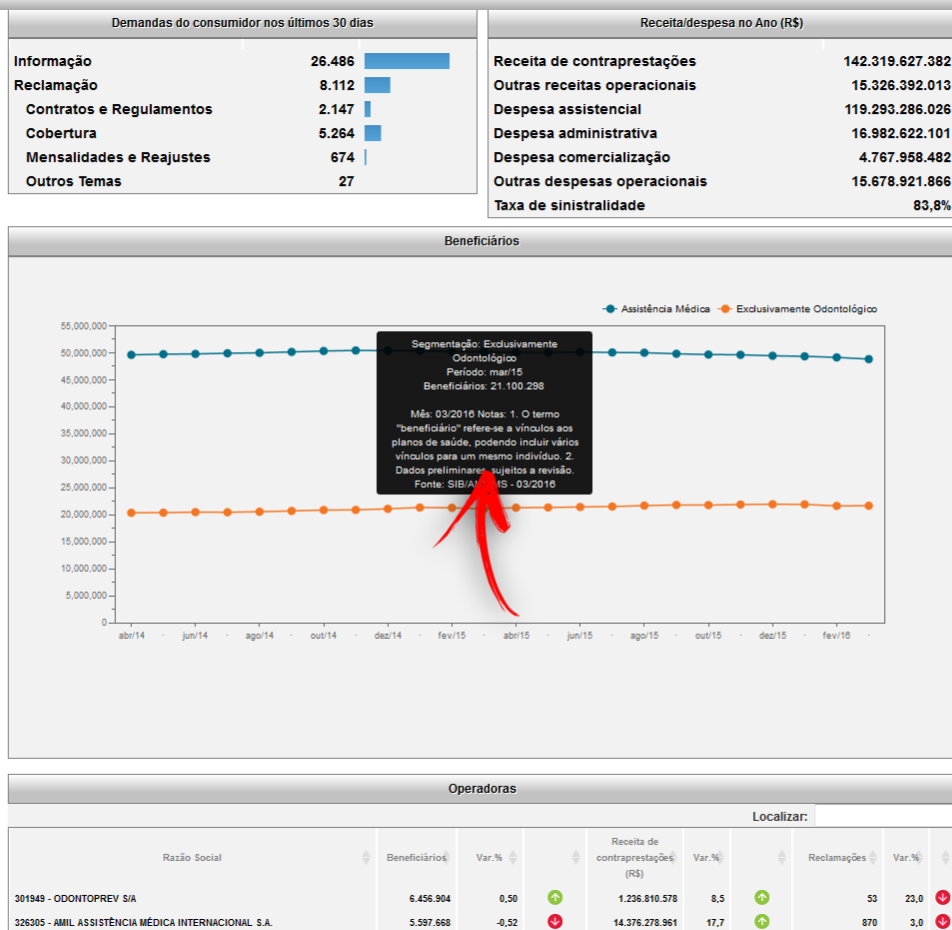 Demandas do consumidor nos últimos 30 dias
Informação 26.486
Reclamação 8.112
Contratos e Regulamentos 2.147
Cobertura 5.264
Mensalidades e Reajustes 674
Outros Temas 27
Receita/despesa no Ano (R$)
Receita de contraprestações 142.319.627.382
Outras receitas operacionais 15.326.392.013
Despesa assistencial 119.293.286.026
Despesa administrativa 16.982.622.101
Despesa comercialização 4.767.958.482
Outras despesas operacionais 15.678.921.866
Taxa de sinistralidade 83,8%
Beneficiários
Assistência Médica Exclusivamente Odontológico
55,000,000
50,000,000
45,000,000
40,000,000
35,000,000
30,000,000
25,000,000
20,000,000
15,000,000
10,000,000
5,000,000
0
Segmentação: Exclusivamente
Odontológico
Período: mar/15
Beneficiários: 21.100.298
Mês: 03/2016 Notas: 1. O termo
"beneficiário" refere-se a vínculos aos
planos de saúde, podendo incluir vários
vínculos para um mesmo indivíduo. 2.
Dados preliminares, sujeitos a revisão.
Fonte: - 03/2016
abr/14 jun/14 ago/14 out/14 dez/14 fev/15 abr/15 jun/15 ago/15 out/15 dez/15 fev/16
Operadoras
Localizar:
Razão Social Beneficiários Var.% Receita de contraprestações (R$) Var.% Reclamações Var.%
301949 - ODONTOPREV S/A 6.456.904 0,50 1.236.810.578 8,5 53 23,0
326305 - AMIL ASSISTÊNCIA MÉDICA INTERNACIONAL S.A. 5.597.668 -0,52 14.376.278.961 17,7 870 3,0